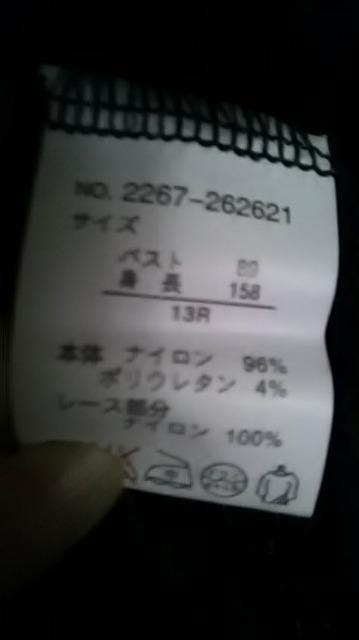 NO. 2267-262621
サイズ
バスト 89
身長 158
13R
本体 ナイロン 96%
ポリウレタン 4%
レース部分
ナイロン 100%